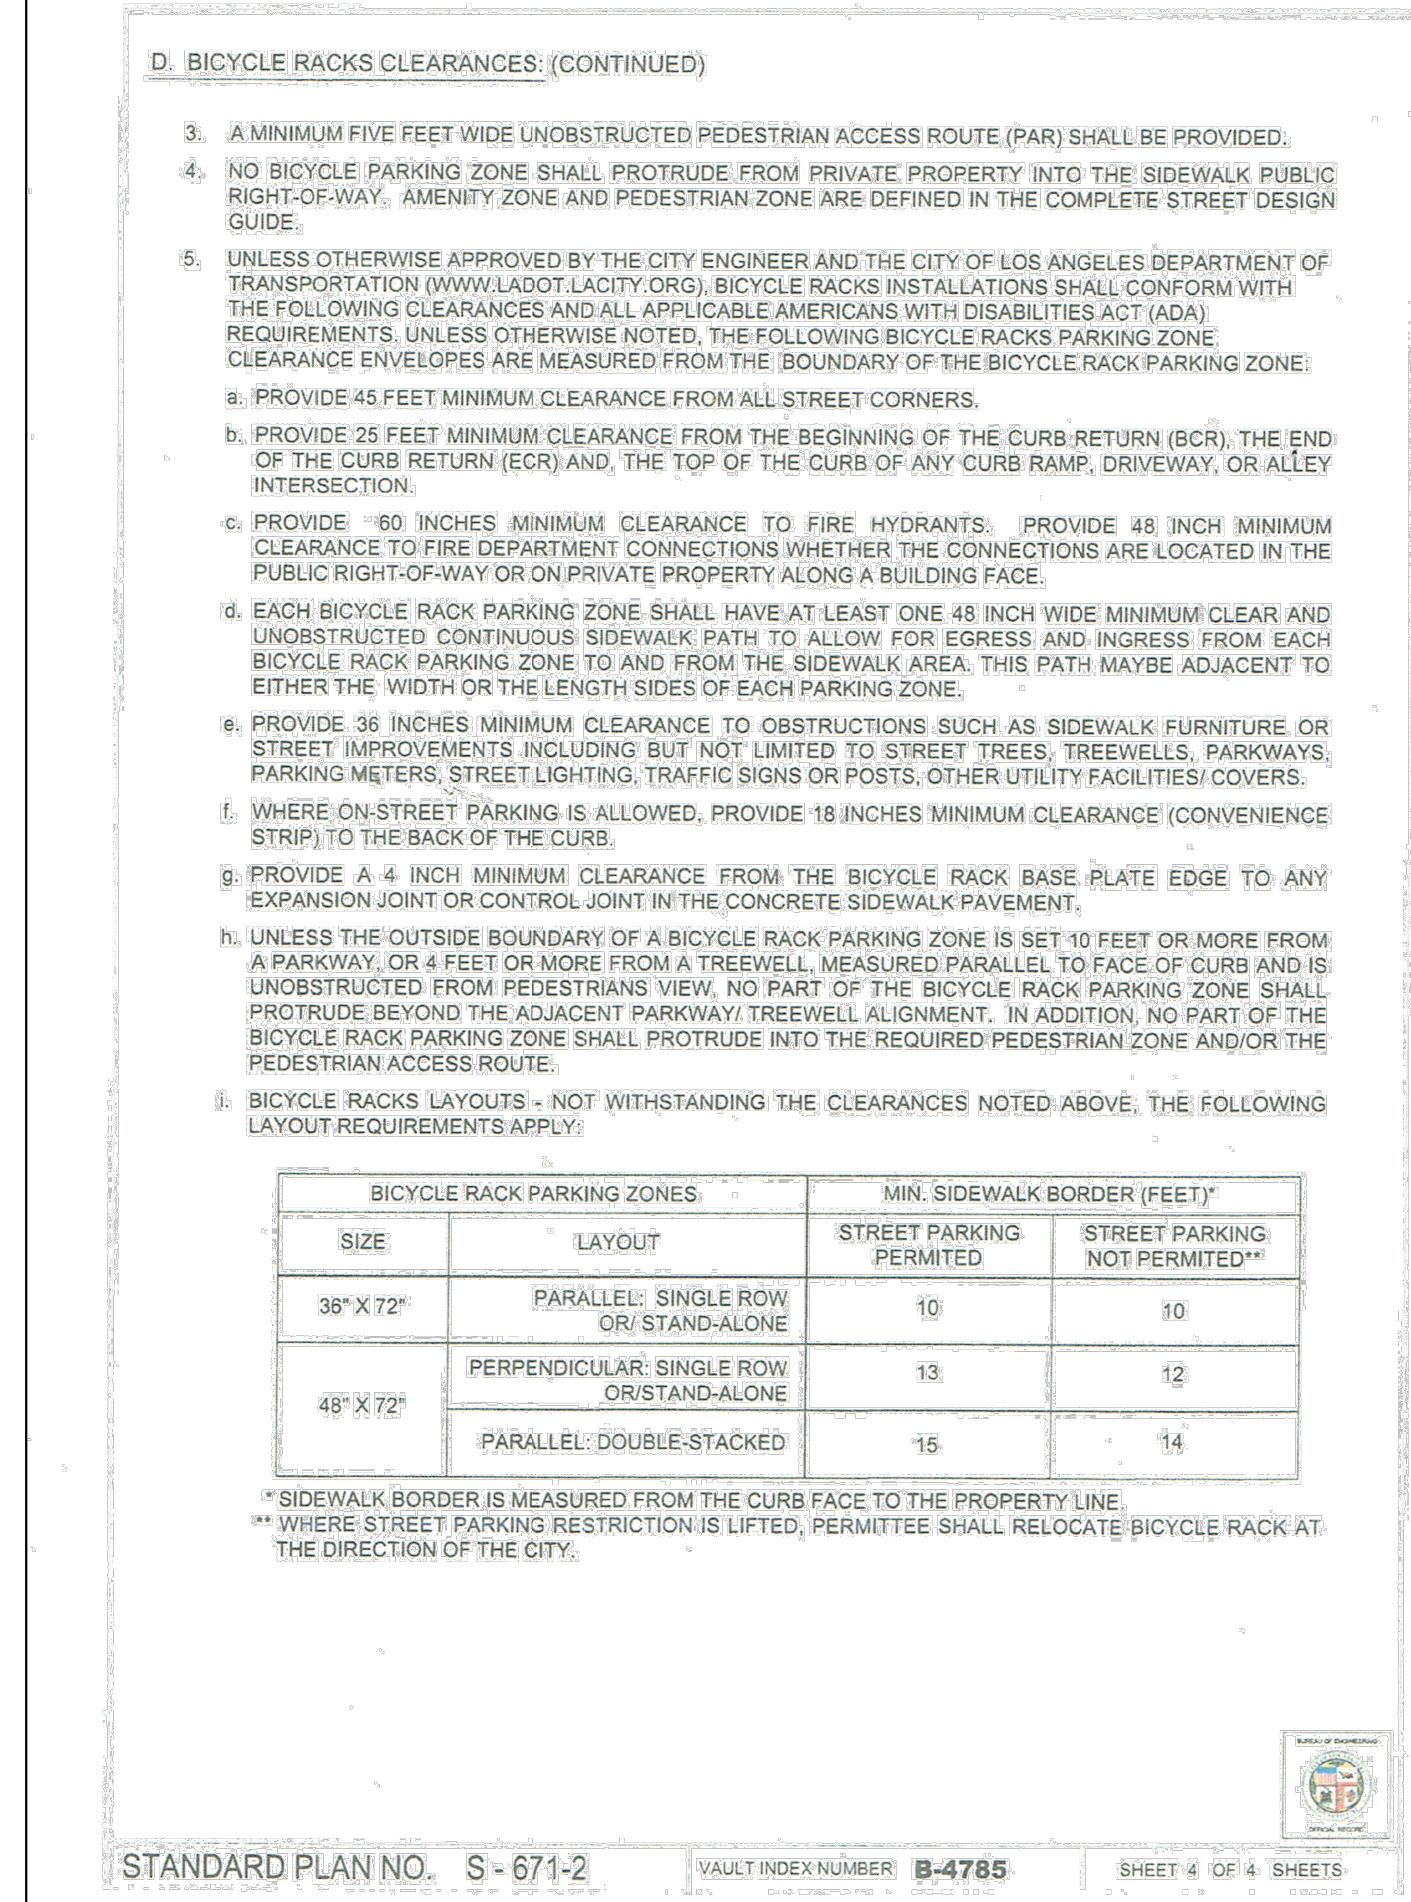 D. BICYCLE RACKS CLEARANCES: (CONTINUED)
3. A MINIMUM FIVE FEET WIDE UNOBSTRUCTED PEDESTRIAN ACCESS ROUTE (PAR) SHALL BE PROVIDED.
4. NO BICYCLE PARKING ZONE SHALL PROTRUDE FROM PRIVATE PROPERTY INTO THE SIDEWALK PUBLIC
RIGHT-OF-WAY. AMENITY ZONE AND PEDESTRIAN ZONE ARE DEFINED IN THE COMPLETE STREET DESIGN
GUIDE.
5. UNLESS OTHERWISE APPROVED BY THE CITY ENGINEER AND THE CITY OF LOS ANGELES DEPARTMENT OF
TRANSPORTATION (WWW.LADOT.LACITY.ORG), BICYCLE RACKS INSTALLATIONS SHALL CONFORM WITH
THE FOLLOWING CLEARANCES AND ALL APPLICABLE AMERICANS WITH DISABILITIES ACT (ADA)
REQUIREMENTS. UNLESS OTHERWISE NOTED, THE FOLLOWING BICYCLE RACKS PARKING ZONE
CLEARANCE ENVELOPES ARE MEASURED FROM THE BOUNDARY OF THE BICYCLE RACK PARKING ZONE:
a. PROVIDE 45 FEET MINIMUM CLEARANCE FROM ALL STREET CORNERS.
b. PROVIDE 25 FEET MINIMUM CLEARANCE FROM THE BEGINNING OF THE CURB RETURN (BCR), THE END
OF THE CURB RETURN (ECR) AND, THE TOP OF THE CURB OF ANY CURB RAMP, DRIVEWAY, OR ALLEY
INTERSECTION.
c. PROVIDE 60 INCHES MINIMUM CLEARANCE TO FIRE HYDRANTS. PROVIDE 48 INCH MINIMUM
CLEARANCE TO FIRE DEPARTMENT CONNECTIONS WHETHER THE CONNECTIONS ARE LOCATED IN THE
PUBLIC RIGHT-OF-WAY OR ON PRIVATE PROPERTY ALONG A BUILDING FACE.
d. EACH BICYCLE RACK PARKING ZONE SHALL HAVE AT LEAST ONE 48 INCH WIDE MINIMUM CLEAR AND
UNOBSTRUCTED CONTINUOUS SIDEWALK PATH TO ALLOW FOR EGRESS AND INGRESS FROM EACH
BICYCLE RACK PARKING ZONE TO AND FROM THE SIDEWALK AREA. THIS PATH MAYBE ADJACENT TO
EITHER THE WIDTH OR THE LENGTH SIDES OF EACH PARKING ZONE.
e. PROVIDE 36 INCHES MINIMUM CLEARANCE TO OBSTRUCTIONS SUCH AS SIDEWALK FURNITURE OR
STREET IMPROVEMENTS INCLUDING BUT NOT LIMITED TO STREET TREES, TREEWELLS, PARKWAYS,
PARKING METERS, STREET LIGHTING, TRAFFIC SIGNS OR POSTS, OTHER UTILITY FACILITIES/ COVERS.
f. WHERE ON-STREET PARKING IS ALLOWED, PROVIDE 18 INCHES MINIMUM CLEARANCE (CONVENIENCE
STRIP) TO THE BACK OF THE CURB.
g. PROVIDE A 4 INCH MINIMUM CLEARANCE FROM THE BICYCLE RACK BASE PLATE EDGE TO ANY
EXPANSION JOINT OR CONTROL JOINT IN THE CONCRETE SIDEWALK PAVEMENT.
h. UNLESS THE OUTSIDE BOUNDARY OF A BICYCLE RACK PARKING ZONE IS SET 10 FEET OR MORE FROM
A PARKWAY, OR 4 FEET OR MORE FROM A TREEWELL, MEASURED PARALLEL TO FACE OF CURB AND IS
UNOBSTRUCTED FROM PEDESTRIANS VIEW, NO PART OF THE BICYCLE RACK PARKING ZONE SHALL
PROTRUDE BEYOND THE ADJACENT PARKWAY/ TREEWELL ALIGNMENT. IN ADDITION, NO PART OF THE
BICYCLE RACK PARKING ZONE SHALL PROTRUDE INTO THE REQUIRED PEDESTRIAN ZONE AND/OR THE
PEDESTRIAN ACCESS ROUTE.
i. BICYCLE RACKS LAYOUTS - NOT WITHSTANDING THE CLEARANCES NOTED ABOVE, THE FOLLOWING
LAYOUT REQUIREMENTS APPLY:
BICYCLE RACK PARKING ZONES MIN. SIDEWALK BORDER (FEET)*
SIZE LAYOUT STREET PARKING PERMITED STREET PARKING NOT PERMITED**
36" X 72" PARALLEL: SINGLE ROW OR/ STAND-ALONE 10 10
48" X 72" PERPENDICULAR: SINGLE ROW OR/STAND-ALONE 13 12
PARALLEL: DOUBLE-STACKED 15 14
* SIDEWALK BORDER IS MEASURED FROM THE CURB FACE TO THE PROPERTY LINE.
** WHERE STREET PARKING RESTRICTION IS LIFTED, PERMITTEE SHALL RELOCATE BICYCLE RACK AT
THE DIRECTION OF THE CITY.
BUREAU OF ENGINEERING
OFFICIAL RECORD
STANDARD PLAN NO. S - 671-2 VAULT INDEX NUMBER B-4785 SHEET 4 OF 4 SHEETS